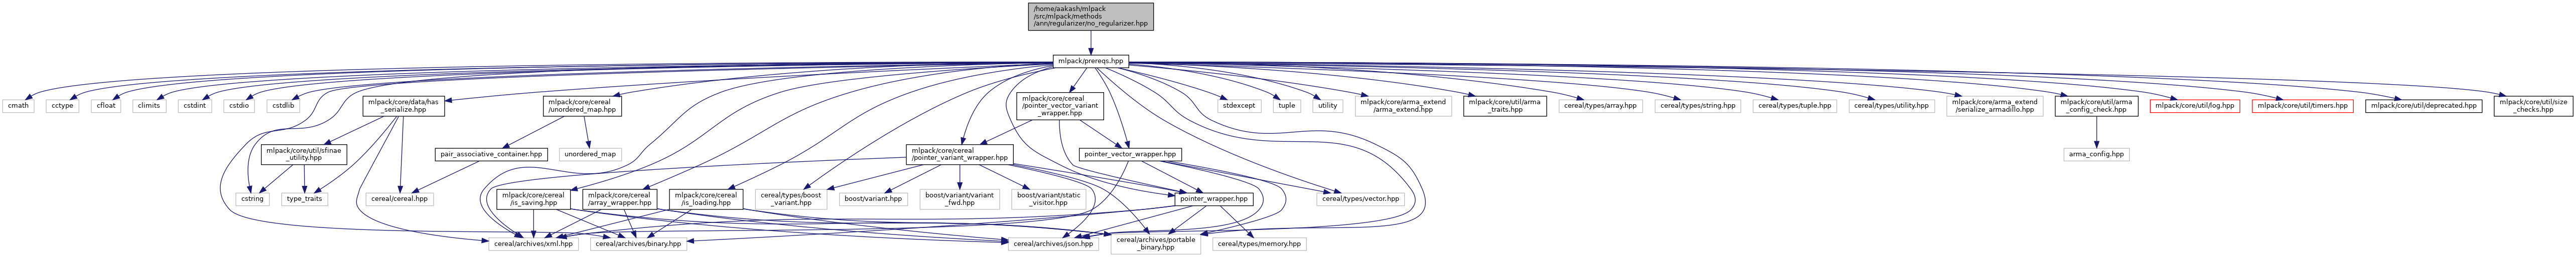 /home/aakash/mlpack
/src/mlpack/methods
/ann/regularizer/no_regularizer.hpp
mlpack/prereqs.hpp
cmath
cctype
cfloat
climits
cstdint
cstdio
cstdlib
mlpack/core/data/has
_serialize.hpp
mlpack/core/cereal
/unordered_map.hpp
mlpack/core/cereal
/pointer_vector_variant
_wrapper.hpp
stdexcept
tuple
utility
mlpack/core/arma_extend
/arma_extend.hpp
mlpack/core/util/arma
_traits.hpp
cereal/types/array.hpp
cereal/types/string.hpp
cereal/types/tuple.hpp
cereal/types/utility.hpp
mlpack/core/arma_extend
/serialize_armadillo.hpp
mlpack/core/util/arma
_config_check.hpp
mlpack/core/util/log.hpp
mlpack/core/util/timers.hpp
mlpack/core/util/deprecated.hpp
mlpack/core/util/size
_checks.hpp
mlpack/core/util/sfinae
_utility.hpp
pair_associative_container.hpp
unordered_map
mlpack/core/cereal
/pointer_variant_wrapper.hpp
pointer_vector_wrapper.hpp
arma_config.hpp
cstring
type_traits
cereal/cereal.hpp
mlpack/core/cereal
/is_saving.hpp
mlpack/core/cereal
/array_wrapper.hpp
mlpack/core/cereal
/is_loading.hpp
cereal/types/boost
_variant.hpp
boost/variant.hpp
boost/variant/variant
_fwd.hpp
boost/variant/static
_visitor.hpp
pointer_wrapper.hpp
cereal/types/vector.hpp
cereal/archives/xml.hpp
cereal/archives/binary.hpp
cereal/archives/json.hpp
cereal/archives/portable
_binary.hpp
cereal/types/memory.hpp